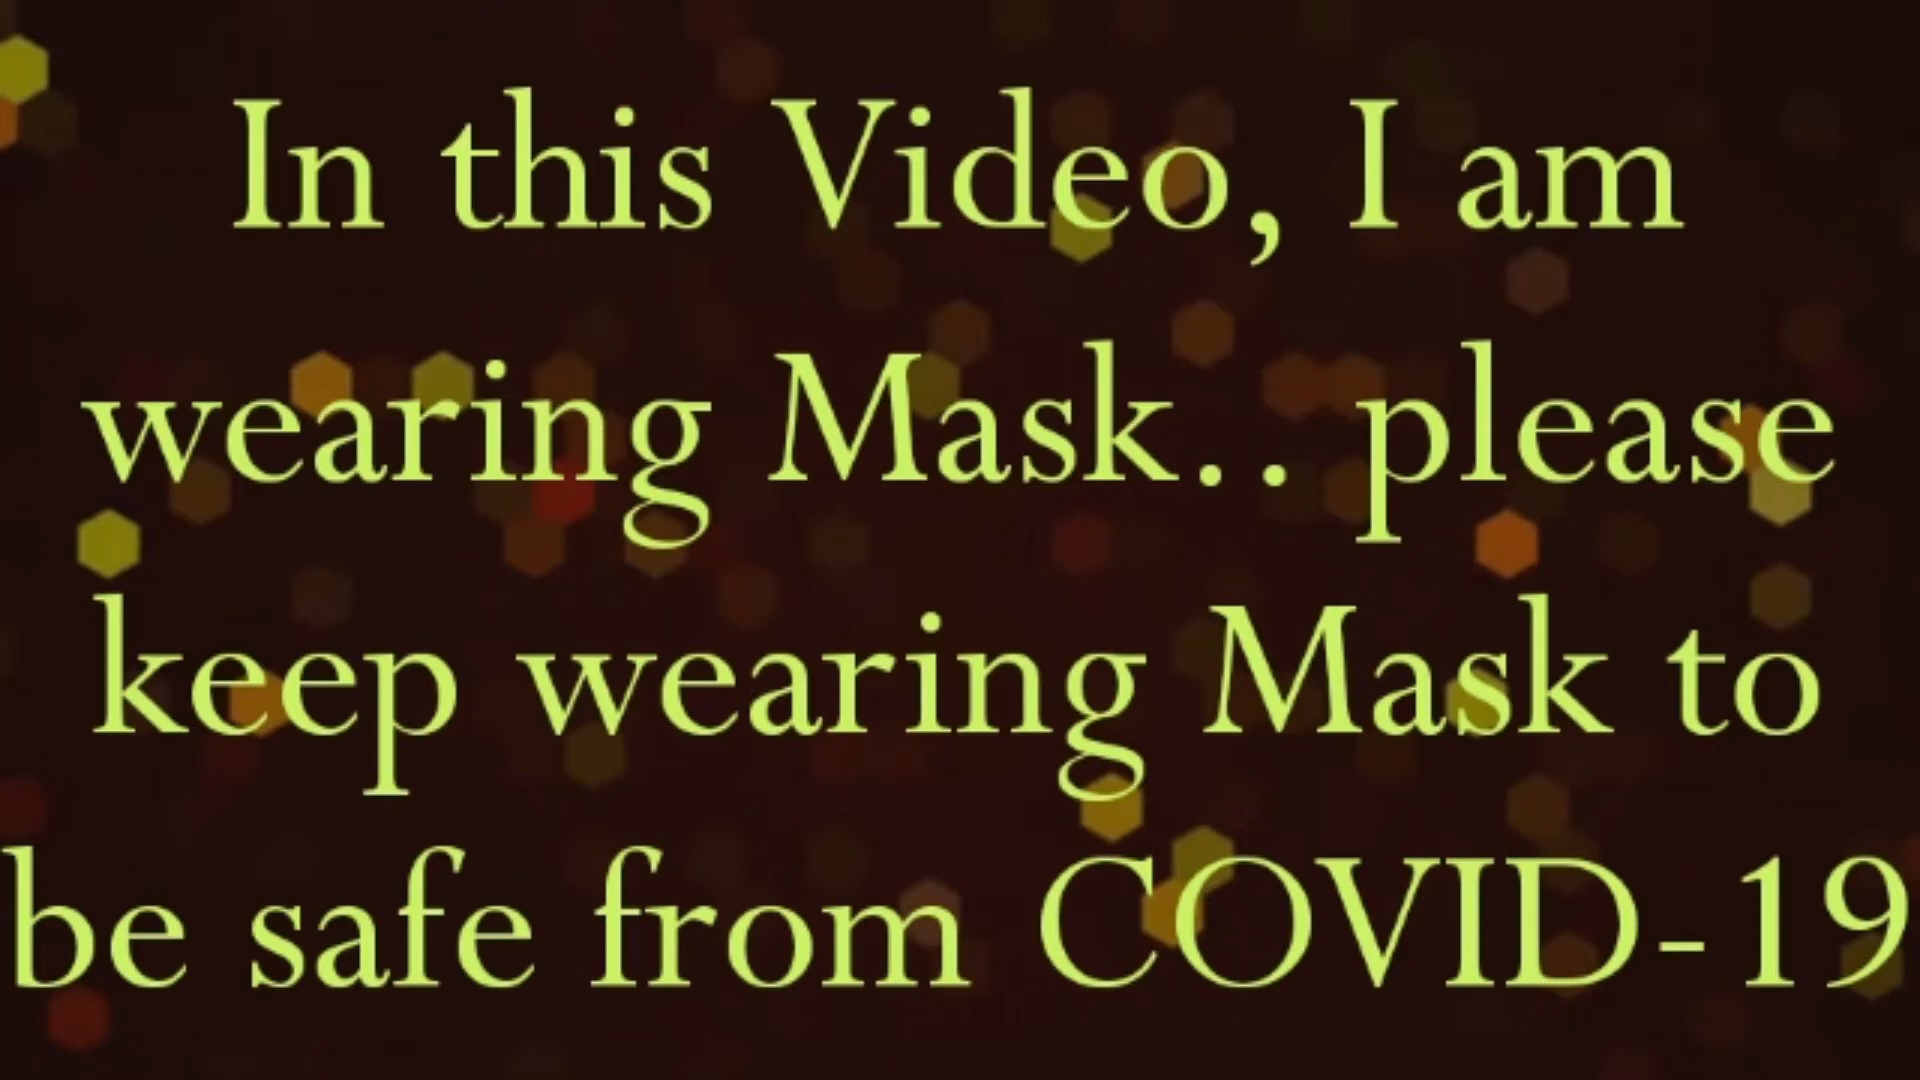 In this Video, I am
wearing Mask.. please
keep wearing Mask to
be safe from COVID-19